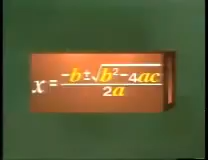 x = -b ± √b² - 4ac
2a